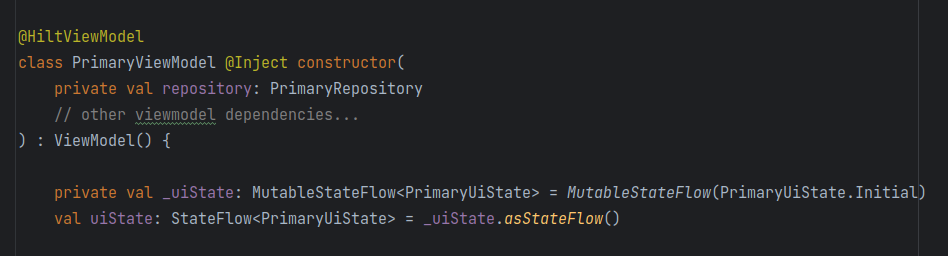 @HiltViewModel
class PrimaryViewModel @Inject constructor(
    private val repository: PrimaryRepository
    // other viewmodel dependencies...
) : ViewModel() {
    private val _uiState: MutableStateFlow<PrimaryUiState> = MutableStateFlow(PrimaryUiState.Initial)
    val uiState: StateFlow<PrimaryUiState> = _uiState.asStateFlow()